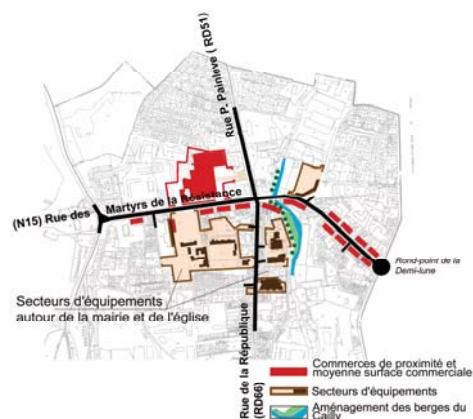 Rue P. Painlevé ( RD51)
(N15) Rue des Martyrs de la Résistance
Rond-point de la
Demi-lune
Secteurs d'équipements
autour de la mairie et de l'église
Rue de la République
(RD66)
Commerces de proximité et
moyenne surface commerciale
Secteurs d'équipements
Aménagement des berges du
Cailly